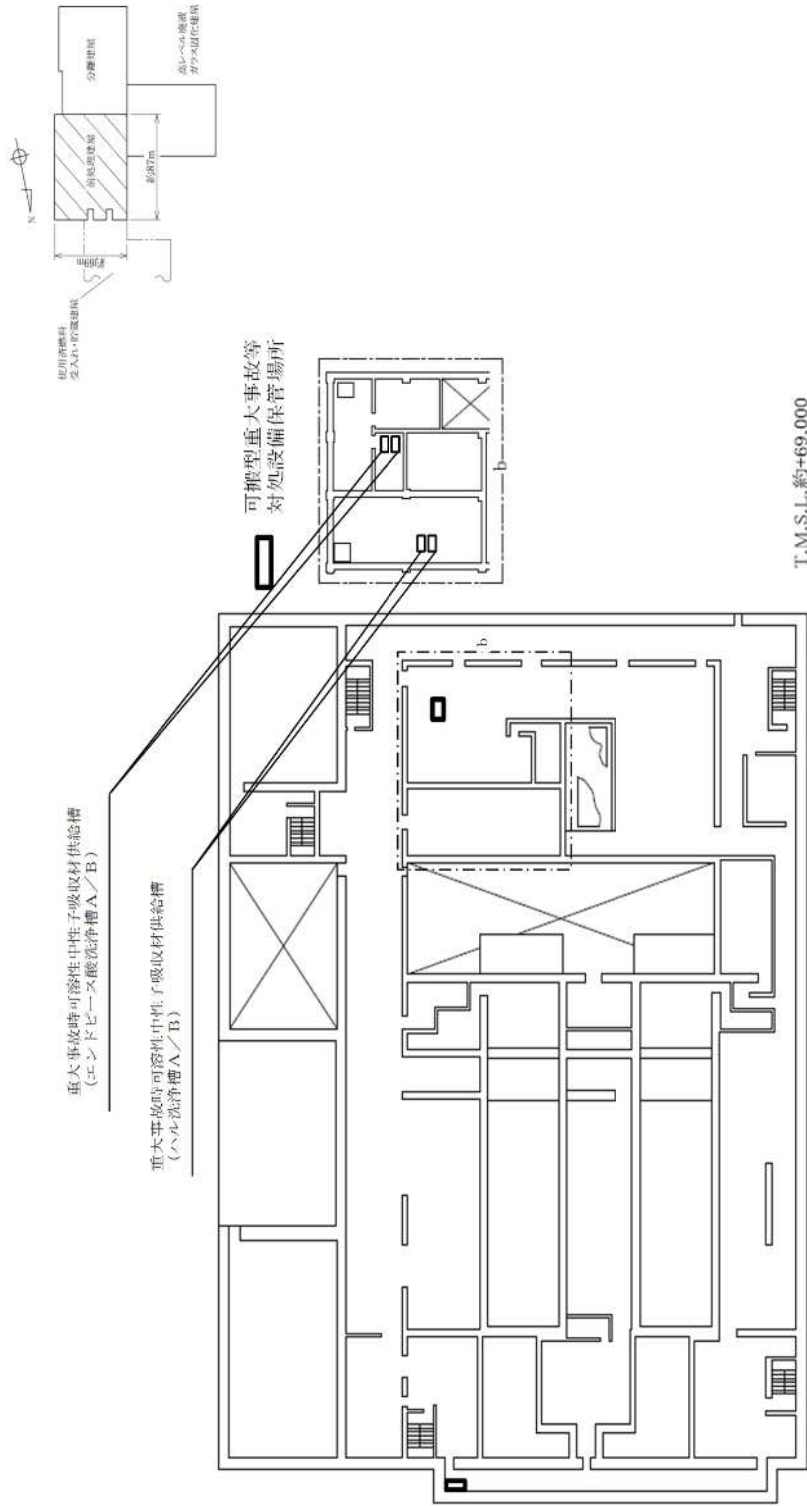 重大事故時可溶性中性子吸収材供給槽
(エンドピース酸洗浄槽A/B)
重大事故時可溶性中性子吸収材供給槽
(ハル洗浄槽A/B)
可搬型重大事故等
対処設備保管場所
b
b
T.M.S.L.約+69,000
N
使用済燃料
受入れ・貯蔵建屋
前処理建屋
分離建屋
高レベル廃液
ガラス固化建屋
約69m
約87m